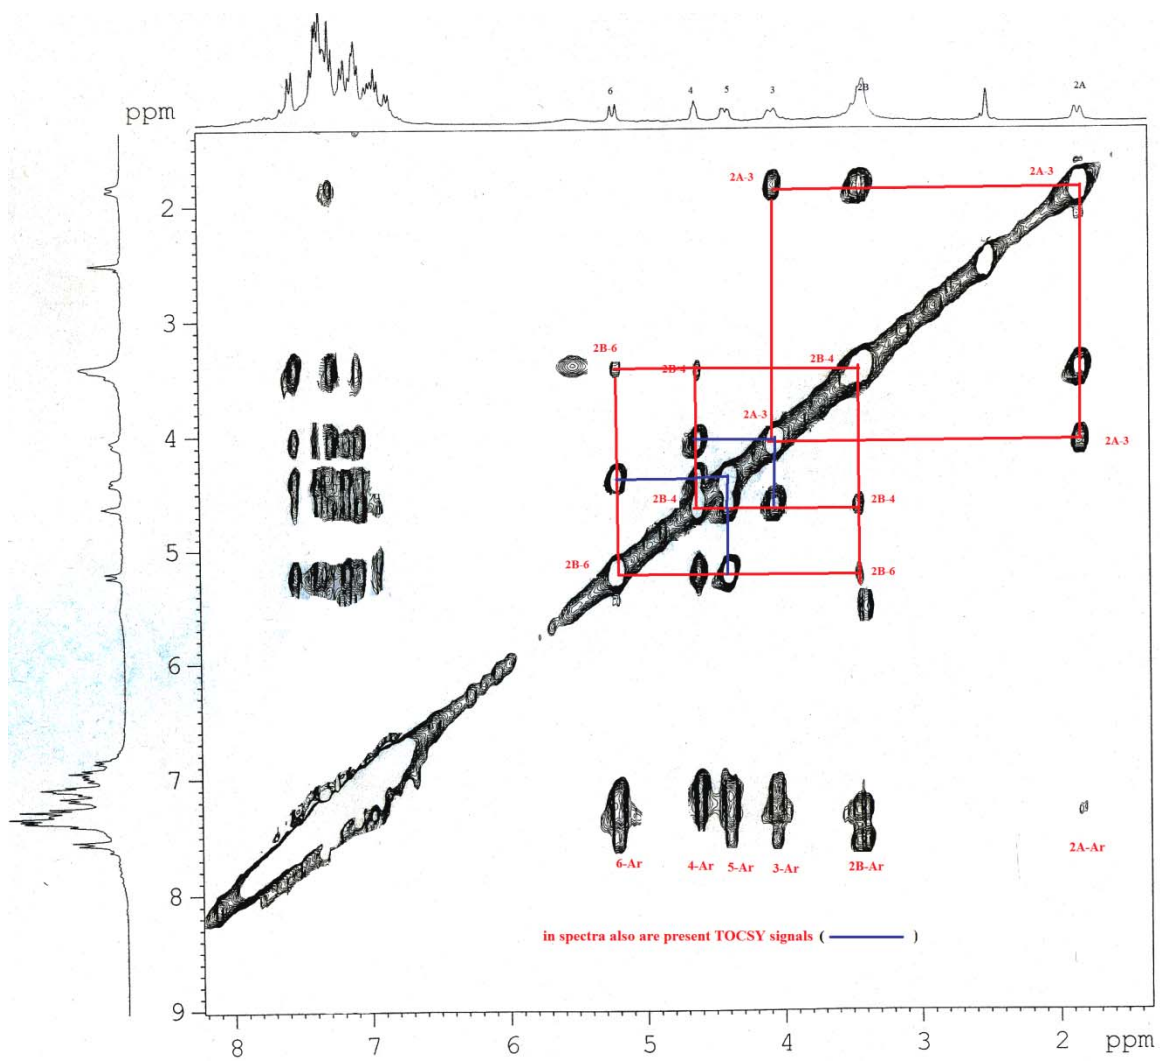 6 4 5 3 2B 2A
ppm
2A-3 2A-3
2
3
2B-6
2B-4 2B-4
4
2A-3 2A-3
2B-4 2B-4
5
2B-6 2B-6
6
7
6-Ar 4-Ar 5-Ar 3-Ar 2B-Ar 2A-Ar
8
in spectra also are present TOCSY signals ( )
9
8 7 6 5 4 3 2 ppm